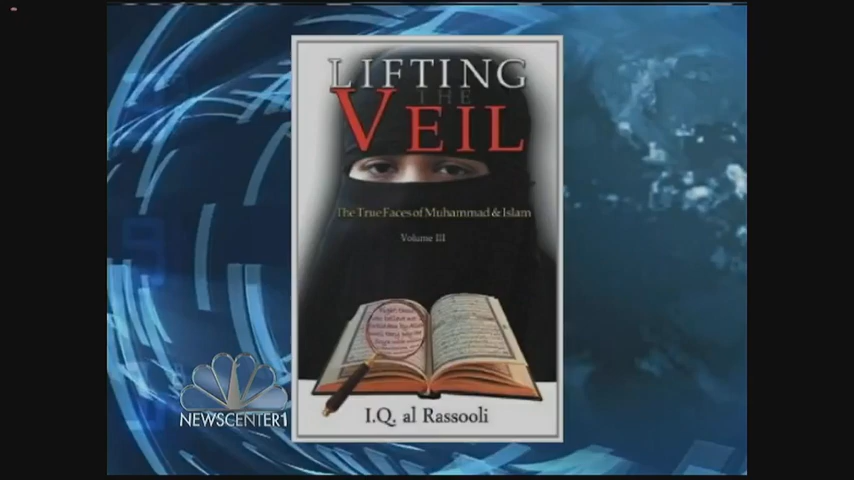 LIFTING
THE
VEIL
The True Faces of Muhammad & Islam
Volume III
I.Q. al Rassooli
NEWSCENTER1